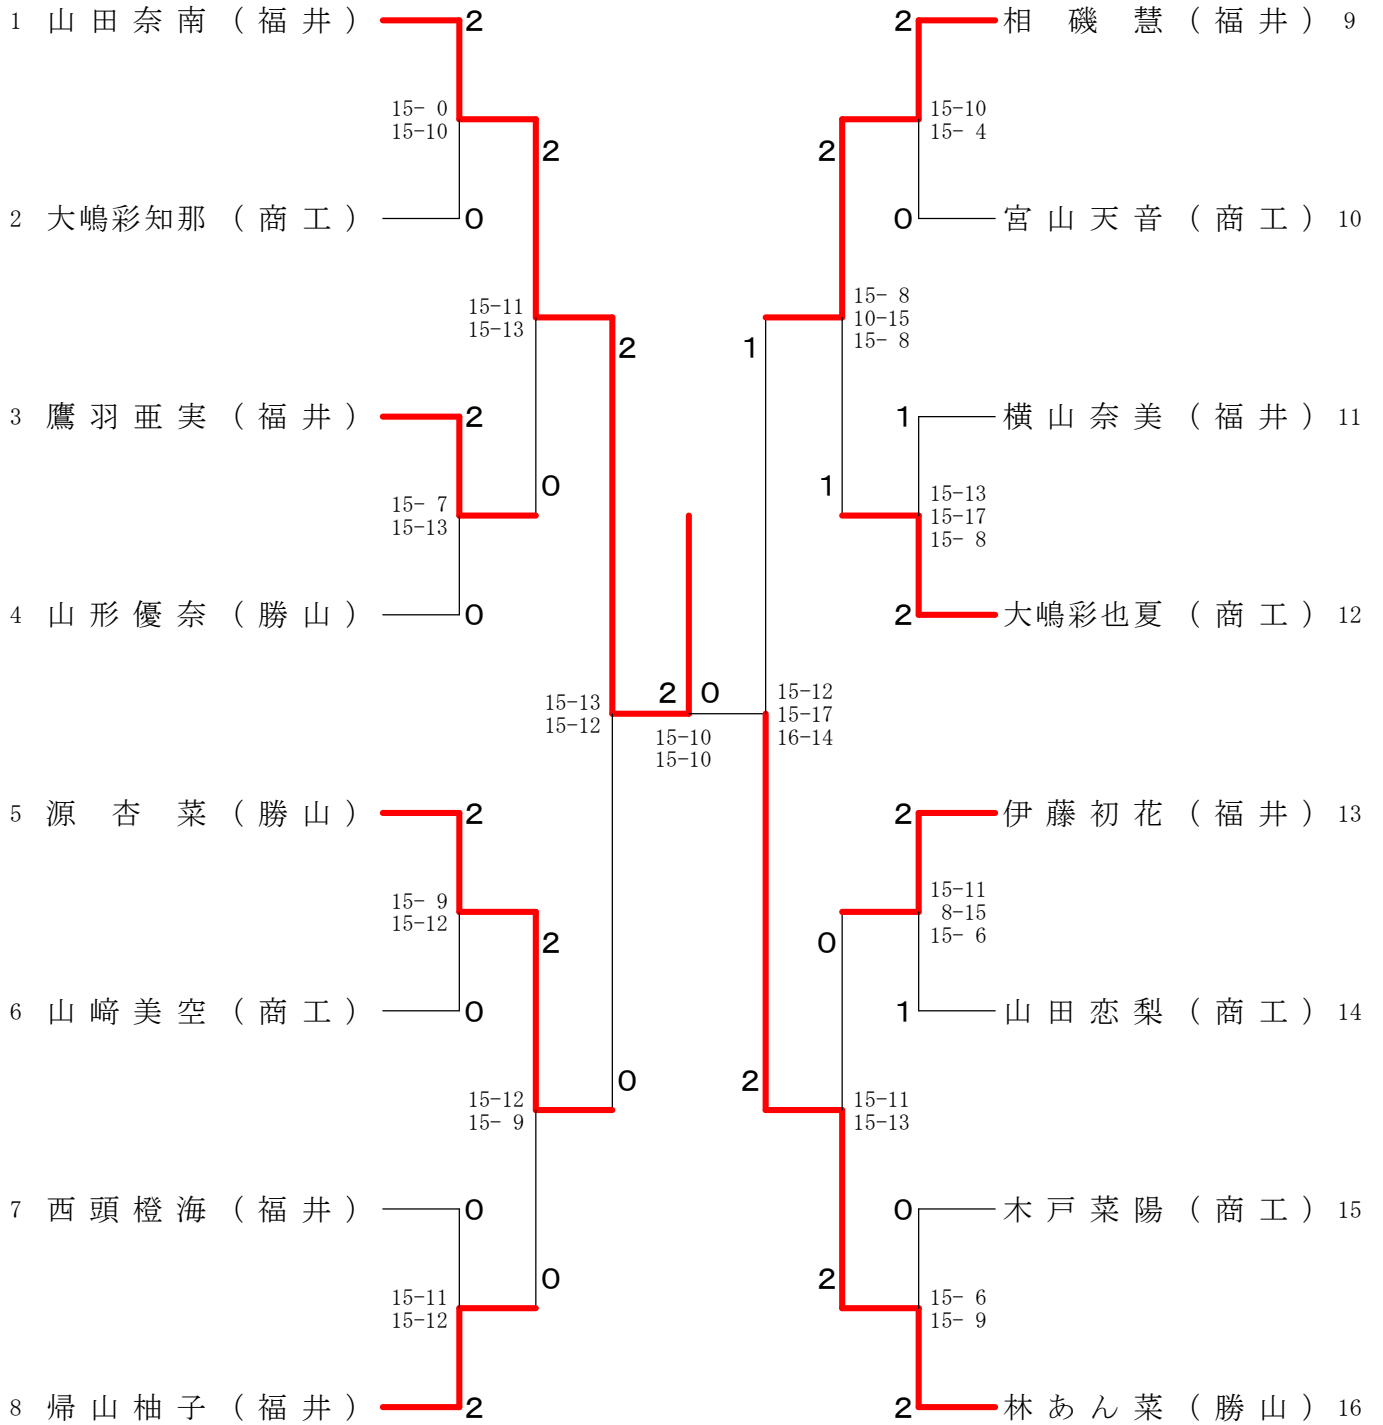 1 山田奈南（福井） 2
15- 0
15-10
2
2 大嶋彩知那（商工） 0
15-11
15-13
2
3 鷹羽亜実（福井） 2
15- 7
15-13
0
4 山形優奈（勝山） 0
15-13
15-12
5 源 杏 菜（勝山） 2
15- 9
15-12
2
6 山﨑美空（商工） 0
15-12
15- 9
0
7 西頭橙海（福井） 0
15-11
15-12
0
8 帰山柚子（福井） 2
2 0
15-10
15-10
2 相 磯 慧（福井） 9
15-10
15- 4
2
0 宮山天音（商工） 10
15- 8
10-15
15- 8
1
1 横山奈美（福井） 11
15-13
15-17
15- 8
1
2 大嶋彩也夏（商工） 12
15-12
15-17
16-14
2 伊藤初花（福井） 13
15-11
8-15
15- 6
0
1 山田恋梨（商工） 14
15-11
15-13
2
0 木戸菜陽（商工） 15
15- 6
15- 9
2
2 林あん菜（勝山） 16